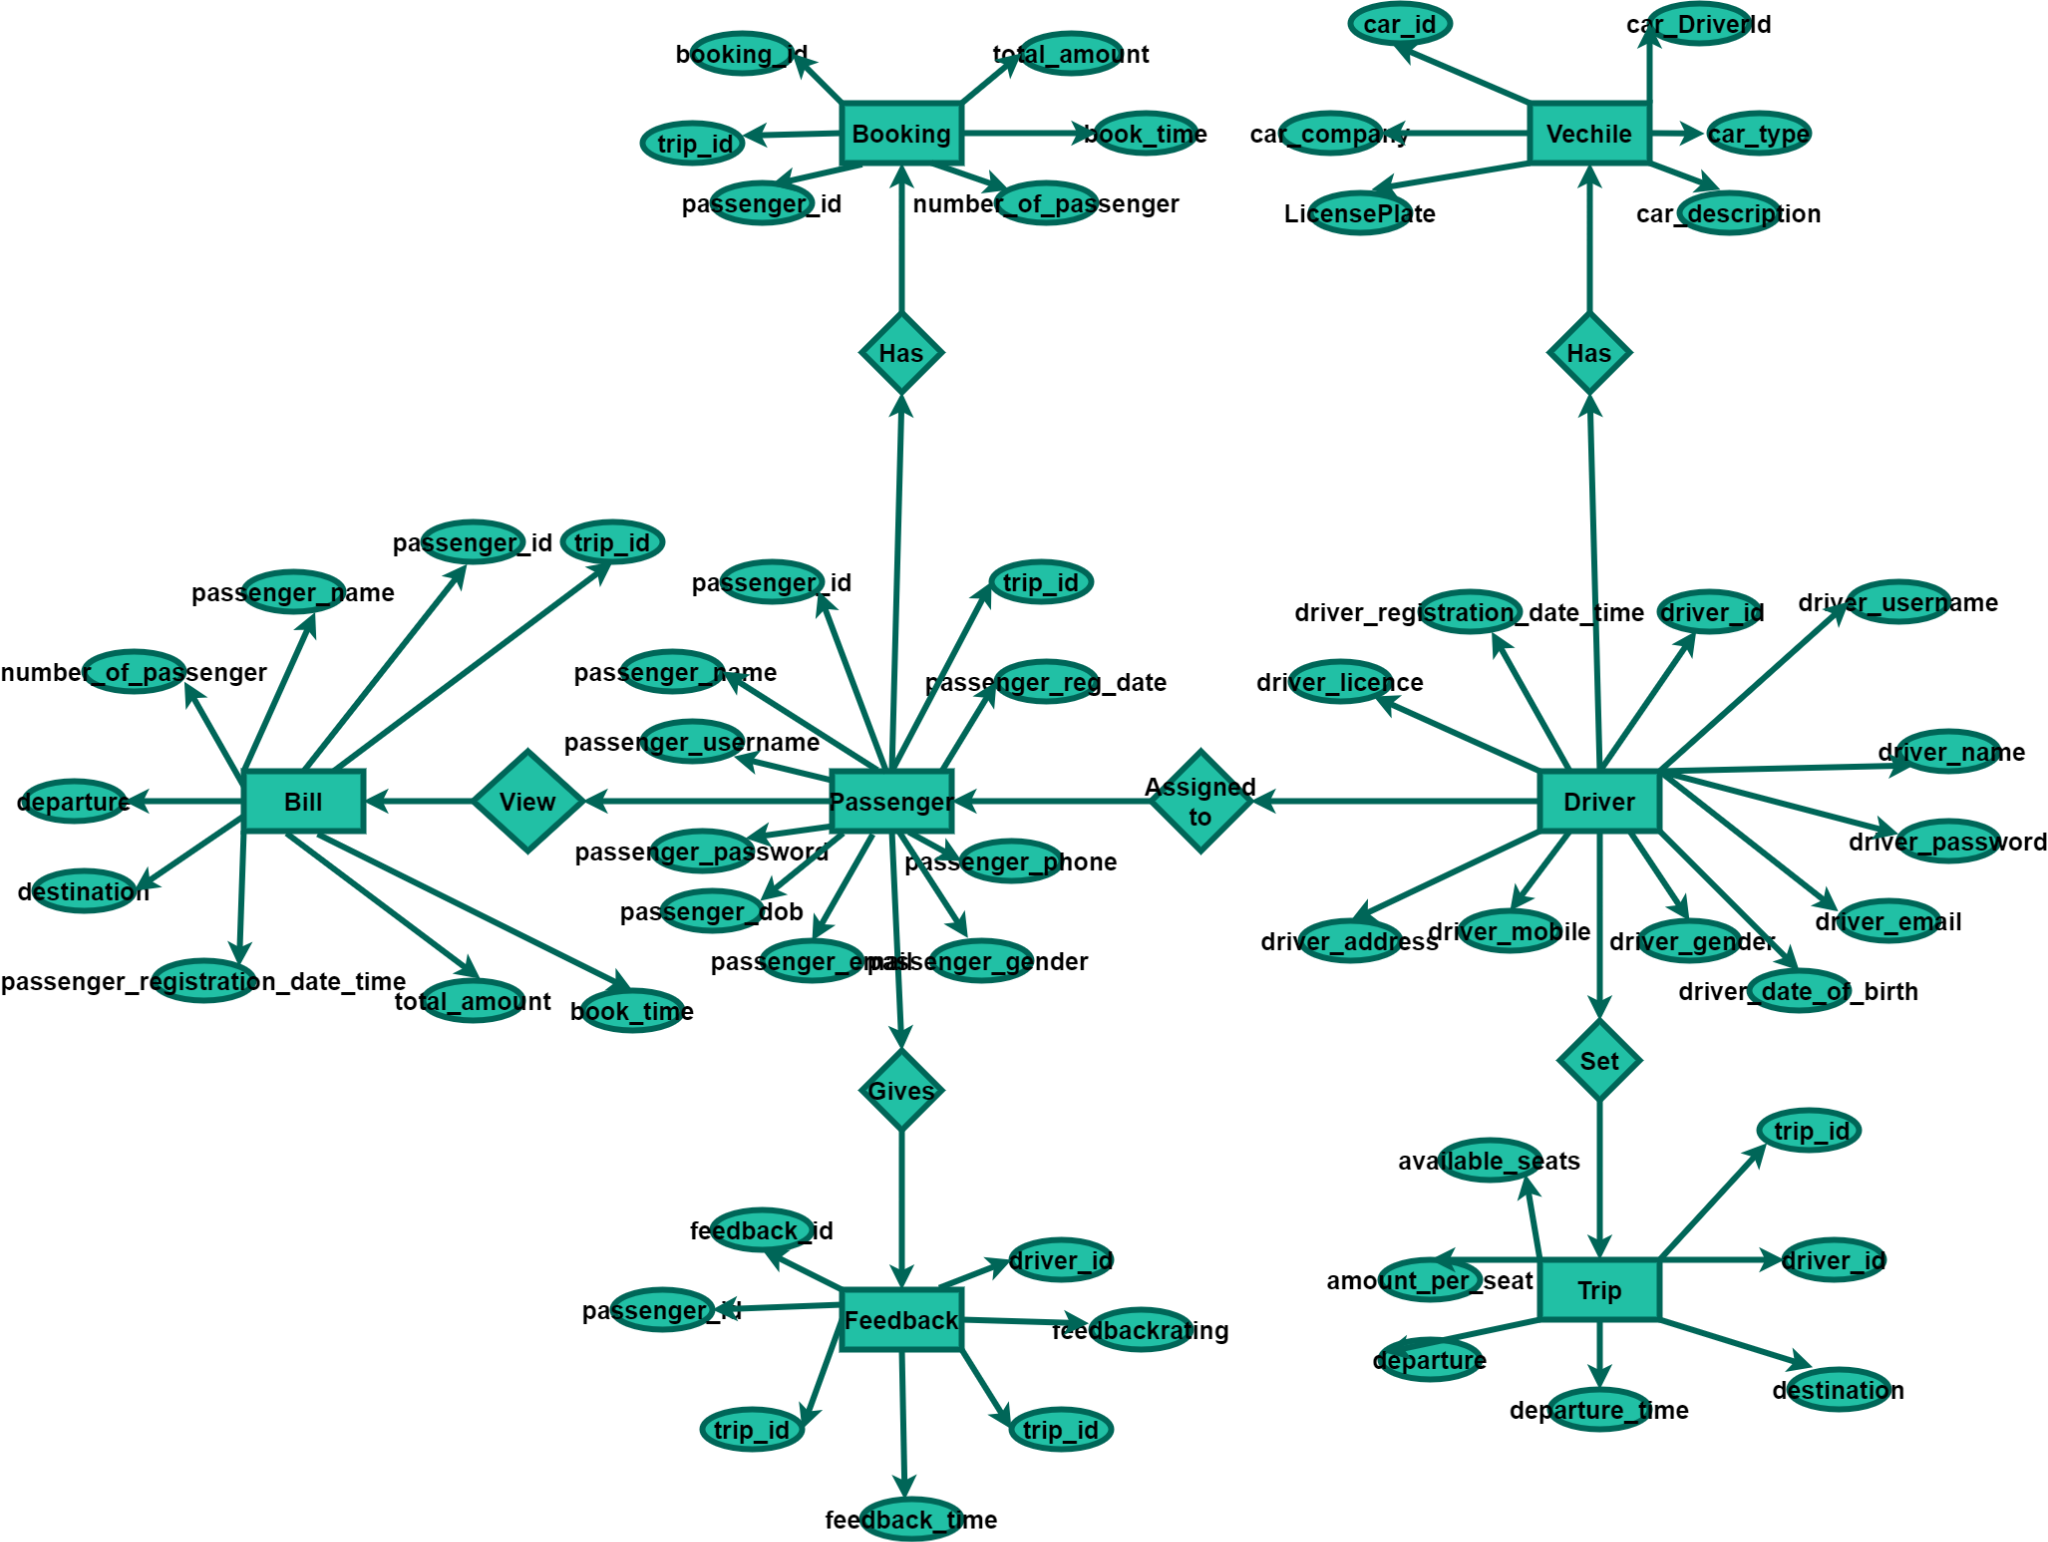 car_id
car_DriverId
booking_id
total_amount
Booking
book_time
Vechile
car_company
car_type
trip_id
passenger_id
number_of_passenger
LicensePlate
car_description
Has
Has
passenger_id
trip_id
passenger_name
passenger_id
trip_id
driver_registration_date_time
driver_id
driver_username
number_of_passenger
passenger_name
passenger_reg_date
driver_licence
passenger_username
driver_name
departure
Bill
View
Passenger
Assigned
to
Driver
passenger_password
passenger_phone
driver_password
destination
passenger_dob
driver_address
driver_mobile
driver_gender
driver_email
passenger_registration_date_time
total_amount
book_time
passenger_email
passenger_gender
driver_date_of_birth
Set
Gives
trip_id
available_seats
feedback_id
driver_id
amount_per_seat
Trip
driver_id
passenger_id
Feedback
feedbackrating
departure
destination
departure_time
trip_id
trip_id
feedback_time